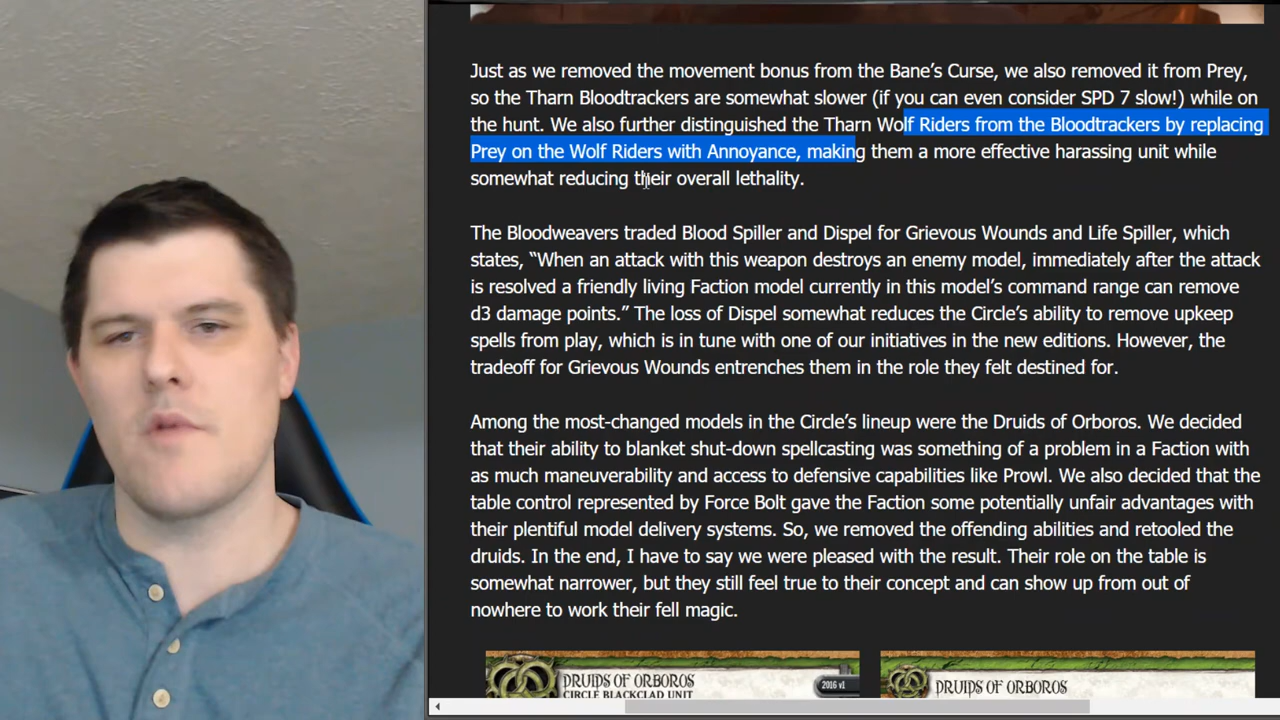 Just as we removed the movement bonus from the Bane's Curse, we also removed it from Prey,
so the Tharn Bloodtrackers are somewhat slower (if you can even consider SPD 7 slow!) while on
the hunt. We also further distinguished the Tharn Wolf Riders from the Bloodtrackers by replacing
Prey on the Wolf Riders with Annoyance, making them a more effective harassing unit while
somewhat reducing their overall lethality.
The Bloodweavers traded Blood Spiller and Dispel for Grievous Wounds and Life Spiller, which
states, “When an attack with this weapon destroys an enemy model, immediately after the attack
is resolved a friendly living Faction model currently in this model's command range can remove
d3 damage points.” The loss of Dispel somewhat reduces the Circle's ability to remove upkeep
spells from play, which is in tune with one of our initiatives in the new editions. However, the
tradeoff for Grievous Wounds entrenches them in the role they felt destined for.
Among the most-changed models in the Circle's lineup were the Druids of Orboros. We decided
that their ability to blanket shut-down spellcasting was something of a problem in a Faction with
as much maneuverability and access to defensive capabilities like Prowl. We also decided that the
table control represented by Force Bolt gave the Faction some potentially unfair advantages with
their plentiful model delivery systems. So, we removed the offending abilities and retooled the
druids. In the end, I have to say we were pleased with the result. Their role on the table is
somewhat narrower, but they still feel true to their concept and can show up from out of
nowhere to work their fell magic.
DRUIDS OF ORBOROS
CIRCLE BLACKCLAD UNIT
2016 v1
DRUIDS OF ORBOROS